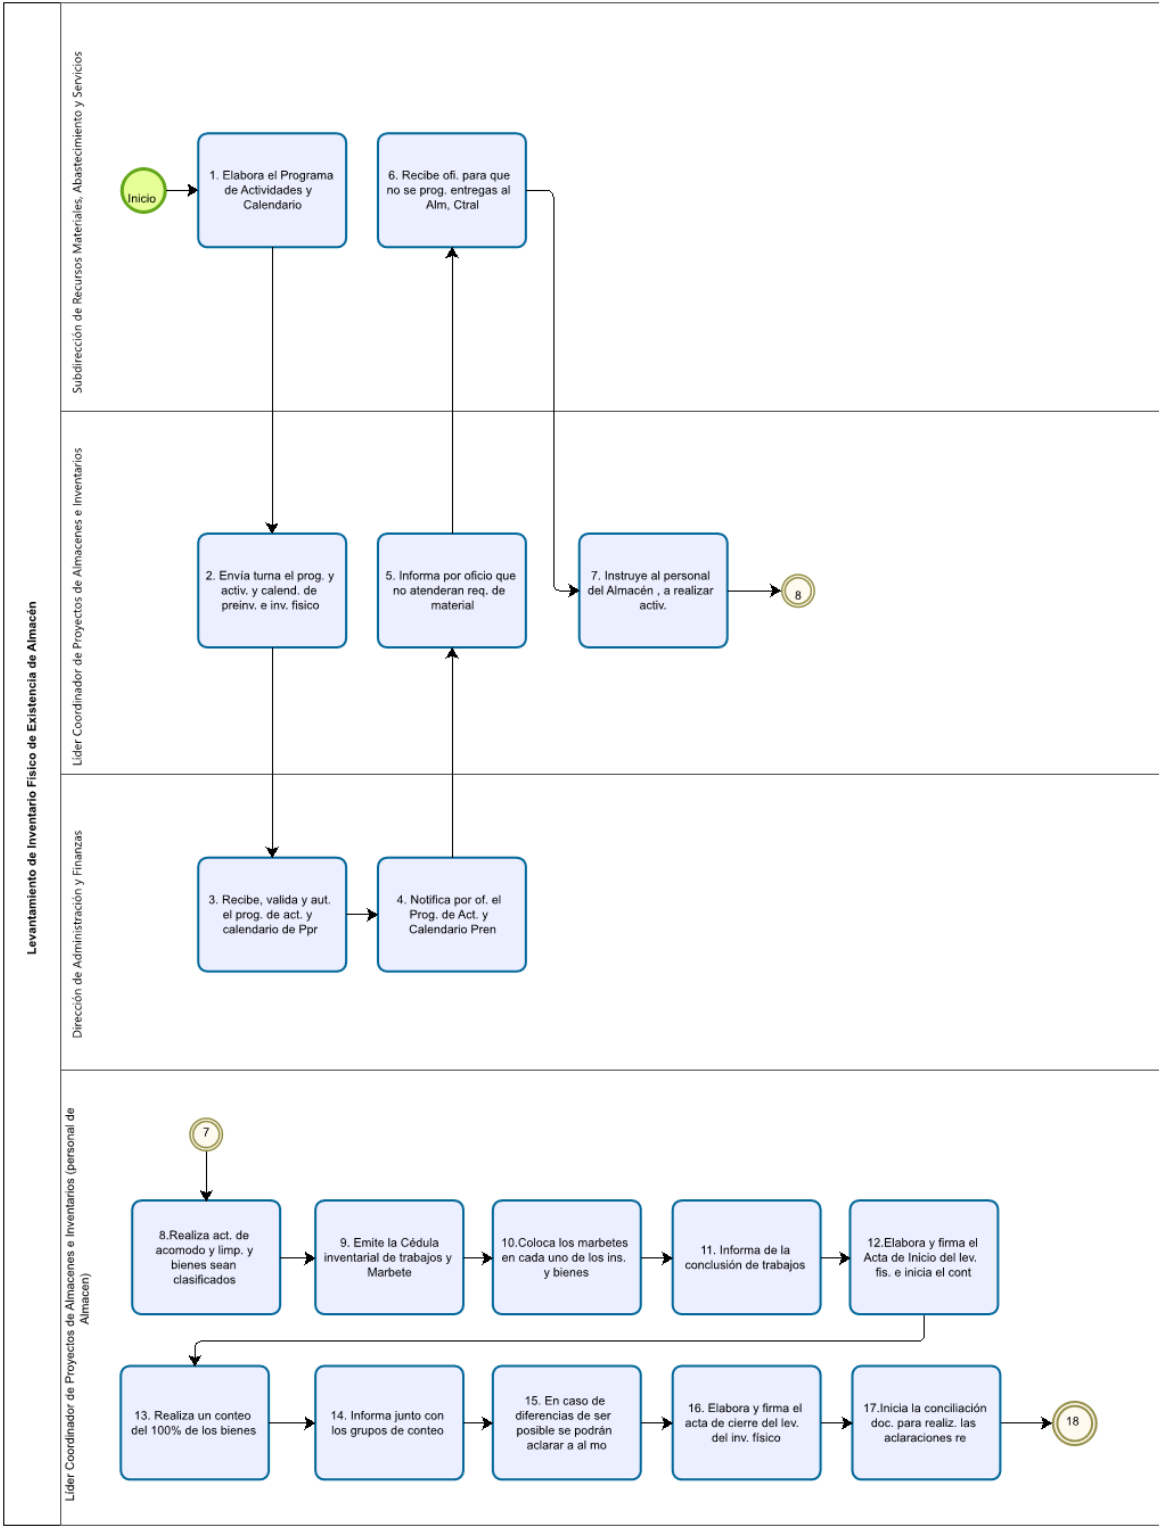 Levantamiento de Inventario Físico de Existencia de Almacén
Subdirección de Recursos Materiales, Abastecimiento y Servicios
Inicio
1. Elabora el Programa
de Actividades y
Calendario
6. Recibe ofi. para que
no se prog. entregas al
Alm, Ctral
Líder Coordinador de Proyectos de Almacenes e Inventarios
2. Envía turna el prog. y
activ. y calend. de
preinv. e inv. fisico
5. Informa por oficio que
no atenderan req. de
material
7. Instruye al personal
del Almacén , a realizar
activ.
8
Dirección de Administración y Finanzas
3. Recibe, valida y aut.
el prog. de act. y
calendario de Ppr
4. Notifica por of. el
Prog. de Act. y
Calendario Pren
Líder Coordinador de Proyectos de Almacenes e Inventarios (personal de
Almacen)
7
8.Realiza act. de
acomodo y limp. y
bienes sean
clasificados
9. Emite la Cédula
inventarial de trabajos y
Marbete
10.Coloca los marbetes
en cada uno de los ins.
y bienes
11. Informa de la
conclusión de trabajos
12.Elabora y firma el
Acta de Inicio del lev.
fis. e inicia el cont
13. Realiza un conteo
del 100% de los bienes
14. Informa junto con
los grupos de conteo
15. En caso de
diferencias de ser
posible se podrán
aclarar a al mo
16. Elabora y firma el
acta de cierre del lev.
del inv. físico
17.Inicia la conciliación
doc. para realiz. las
aclaraciones re
18